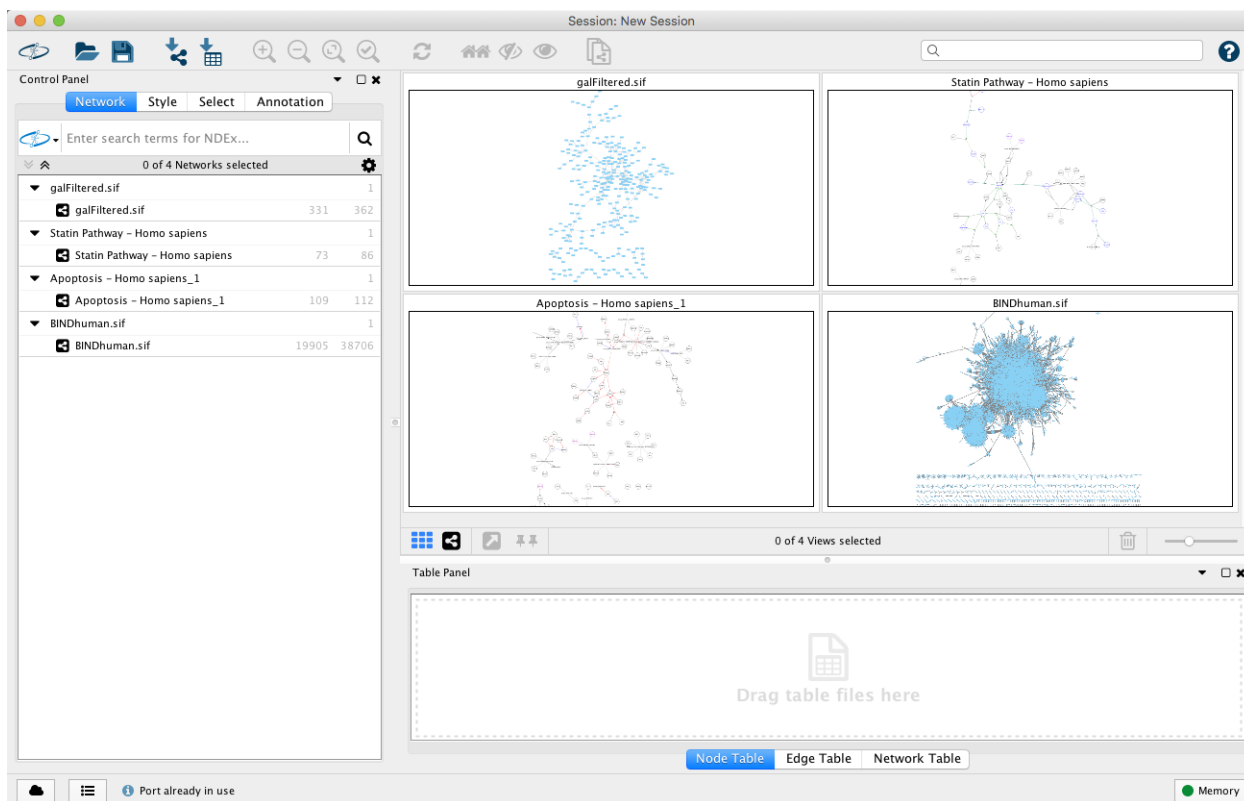 Session: New Session
Control Panel
Network Style Select Annotation
Enter search terms for NDEx...
0 of 4 Networks selected
galFiltered.sif 1
galFiltered.sif 331 362
Statin Pathway - Homo sapiens 1
Statin Pathway - Homo sapiens 73 86
Apoptosis - Homo sapiens_1 1
Apoptosis - Homo sapiens_1 109 112
BINDhuman.sif 1
BINDhuman.sif 19905 38706
galFiltered.sif
Statin Pathway - Homo sapiens
Apoptosis - Homo sapiens_1
BINDhuman.sif
0 of 4 Views selected
Table Panel
Drag table files here
Node Table Edge Table Network Table
Port already in use
Memory